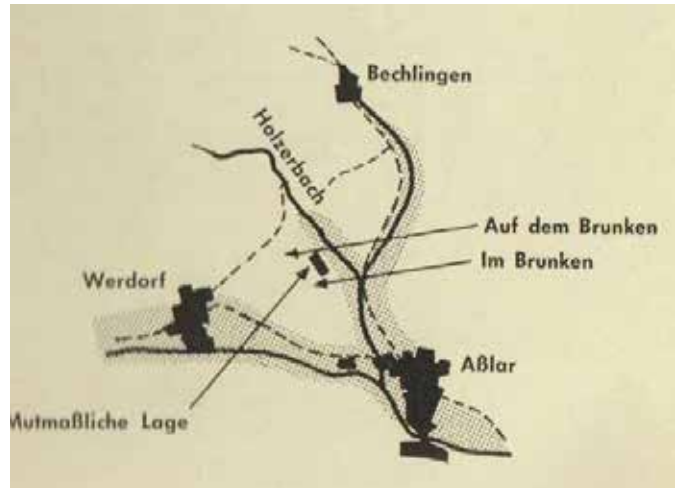 Bechlingen
Holzerbach
Auf dem Brunken
Im Brunken
Werdorf
Aßlar
Mutmaßliche Lage